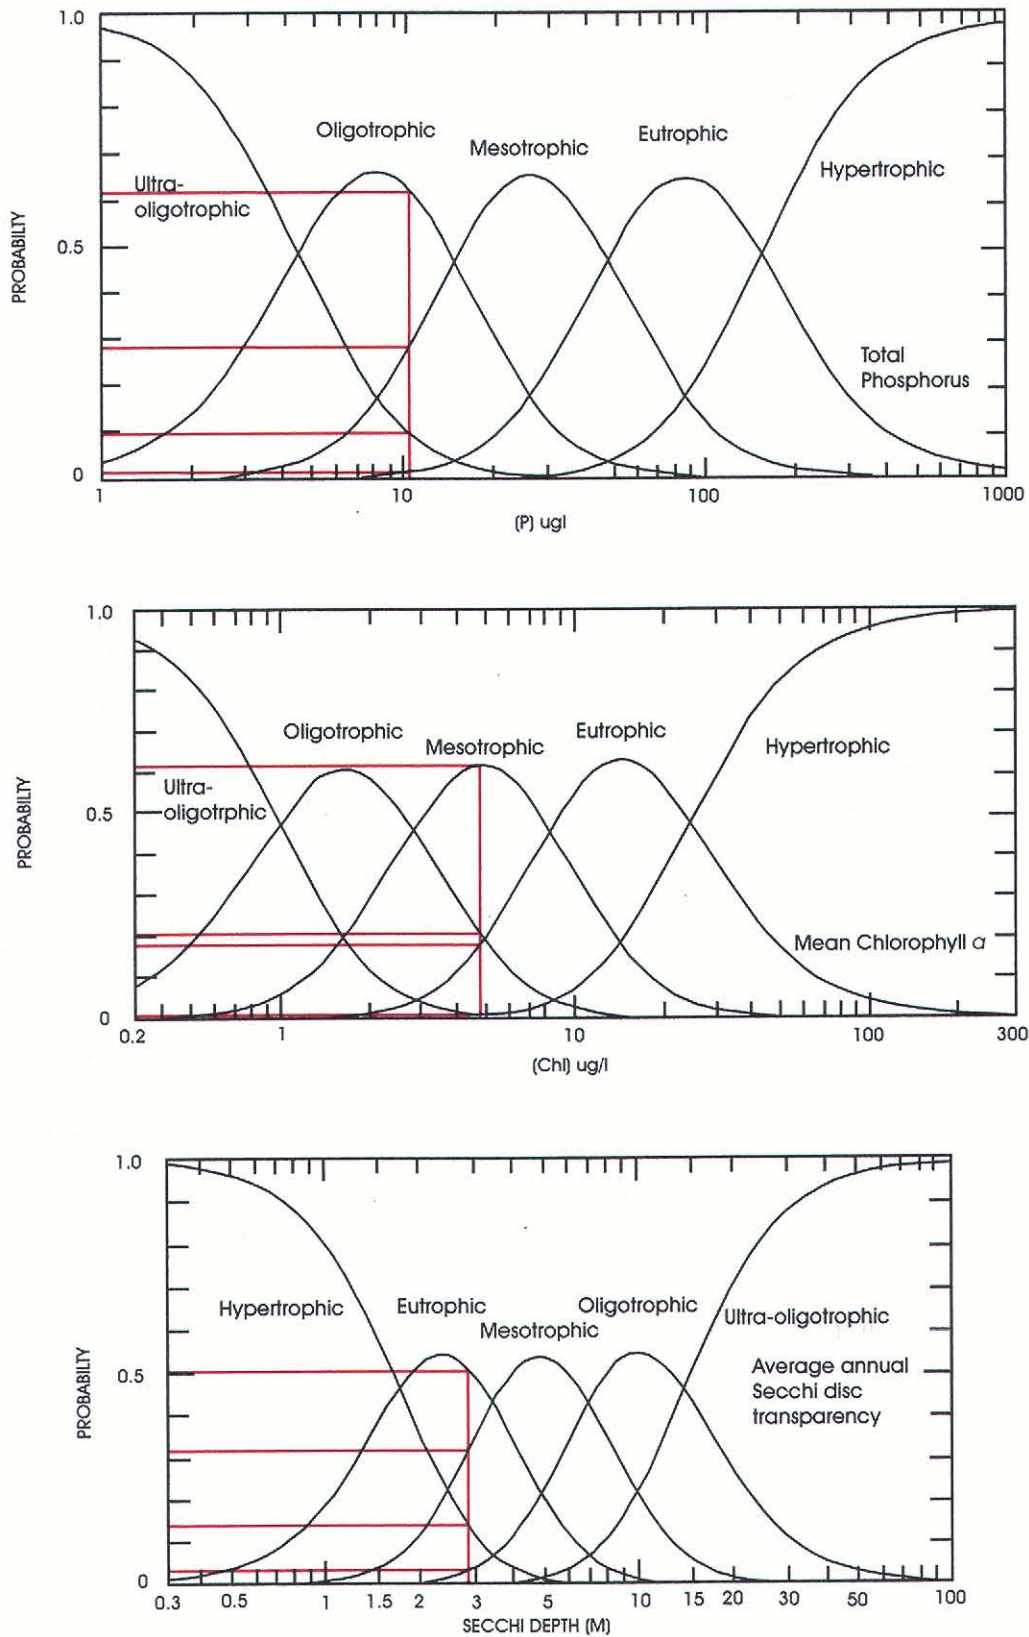 1.0
Oligotrophic
Mesotrophic
Eutrophic
Hypertrophic
Ultra-
oligotrophic
PROBABILTY
0.5
Total
Phosphorus
0
1
10
100
1000
(P) ugl
1.0
Oligotrophic
Mesotrophic
Eutrophic
Hypertrophic
Ultra-
oligotrphic
PROBABILTY
0.5
Mean Chlorophyll a
0
0.2
1
10
100
300
(Chl) ug/l
1.0
Hypertrophic
Eutrophic
Mesotrophic
Oligotrophic
Ultra-oligotrophic
Average annual
Secchi disc
transparency
PROBABILTY
0.5
0
0.3
0.5
1
1.5
2
3
5
10
15
20
30
50
100
SECCHI DEPTH (M)